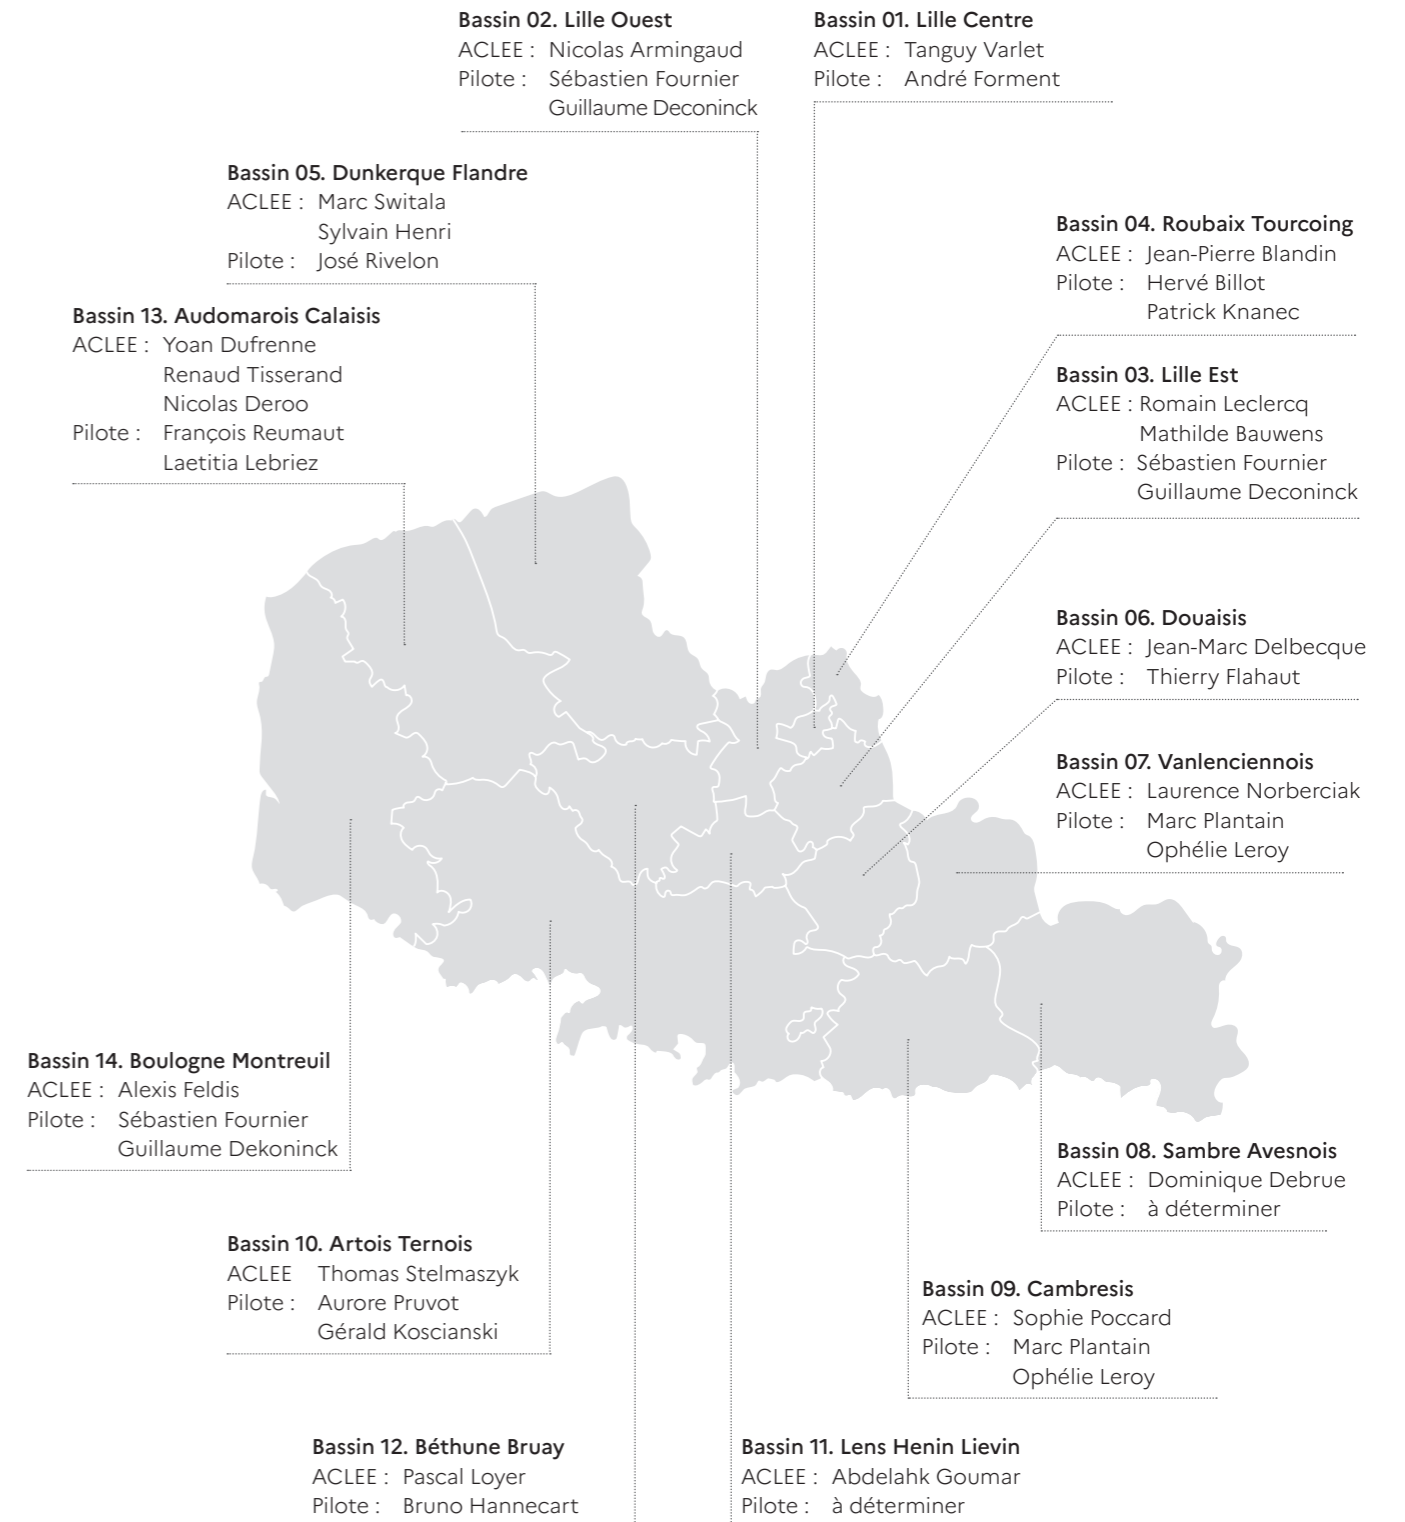 Bassin 02. Lille Ouest
ACLEE : Nicolas Armingaud
Pilote : Sébastien Fournier
Guillaume Deconinck
Bassin 01. Lille Centre
ACLEE : Tanguy Varlet
Pilote : André Forment
Bassin 05. Dunkerque Flandre
ACLEE : Marc Switala
Sylvain Henri
Pilote : José Rivelon
Bassin 04. Roubaix Tourcoing
ACLEE : Jean-Pierre Blandin
Pilote : Hervé Billot
Patrick Knanec
Bassin 13. Audomarois Calaisis
ACLEE : Yoan Dufrenne
Renaud Tisserand
Nicolas Deroo
Pilote : François Reumaut
Laetitia Lebriez
Bassin 03. Lille Est
ACLEE : Romain Leclercq
Mathilde Bauwens
Pilote : Sébastien Fournier
Guillaume Deconinck
Bassin 06. Douaisis
ACLEE : Jean-Marc Delbecque
Pilote : Thierry Flahaut
Bassin 07. Vanlenciennois
ACLEE : Laurence Norberciak
Pilote : Marc Plantain
Ophélie Leroy
Bassin 14. Boulogne Montreuil
ACLEE : Alexis Feldis
Pilote : Sébastien Fournier
Guillaume Dekoninck
Bassin 08. Sambre Avesnois
ACLEE : Dominique Debrue
Pilote : à déterminer
Bassin 10. Artois Ternois
ACLEE Thomas Stelmaszyk
Pilote : Aurore Pruvot
Gérald Koscianski
Bassin 09. Cambresis
ACLEE : Sophie Poccard
Pilote : Marc Plantain
Ophélie Leroy
Bassin 12. Béthune Bruay
ACLEE : Pascal Loyer
Pilote : Bruno Hannecart
Bassin 11. Lens Henin Lievin
ACLEE : Abdelahk Goumar
Pilote : à déterminer